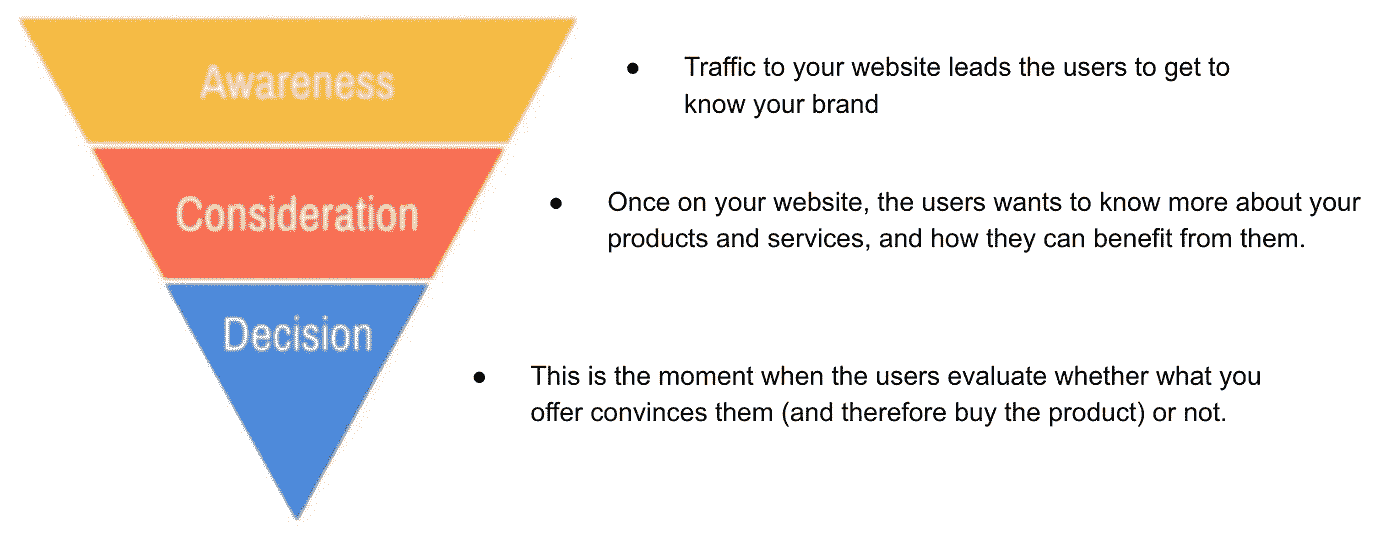 Awareness
● Traffic to your website leads the users to get to
know your brand
Consideration
● Once on your website, the users wants to know more about your
products and services, and how they can benefit from them.
Decision
● This is the moment when the users evaluate whether what you
offer convinces them (and therefore buy the product) or not.